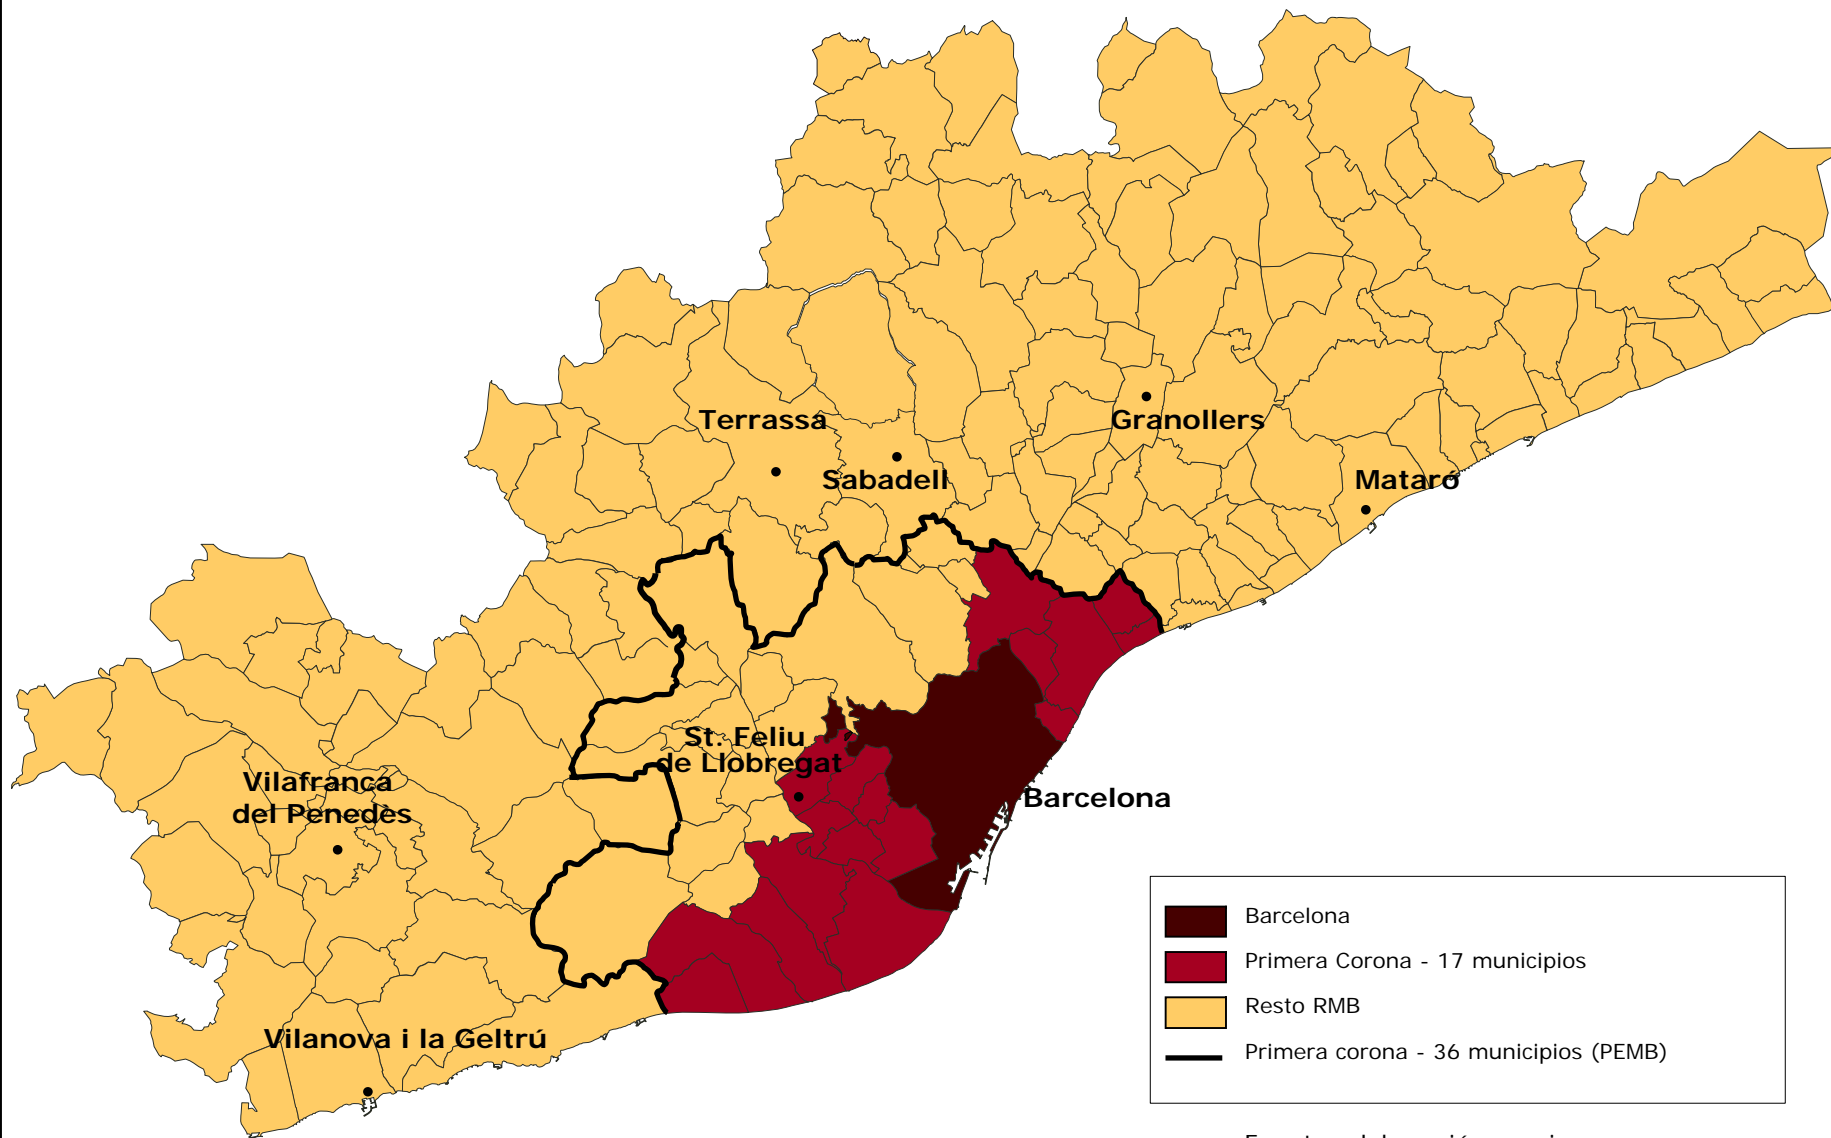 Terrassa
Granollers
Sabadell
Mataró
St. Feliu
de Llobregat
Vilafranca
del Penedès
Barcelona
Vilanova i la Geltrú
Barcelona
Primera Corona - 17 municipios
Resto RMB
Primera corona - 36 municipios (PEMB)